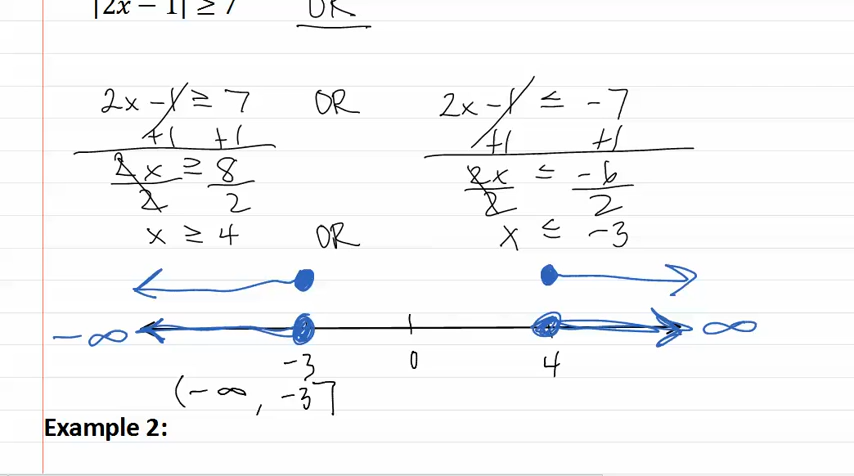 |2x − 1| ≥ 7 OR
2x - 1 ≥ 7 OR 2x - 1 ≤ -7
+1 +1 +1 +1
2x ≥ 8 2x ≤ -6
2 2 2 2
x ≥ 4 OR x ≤ -3
-∞ ∞
-3 0 4
(-∞, -3]
Example 2: